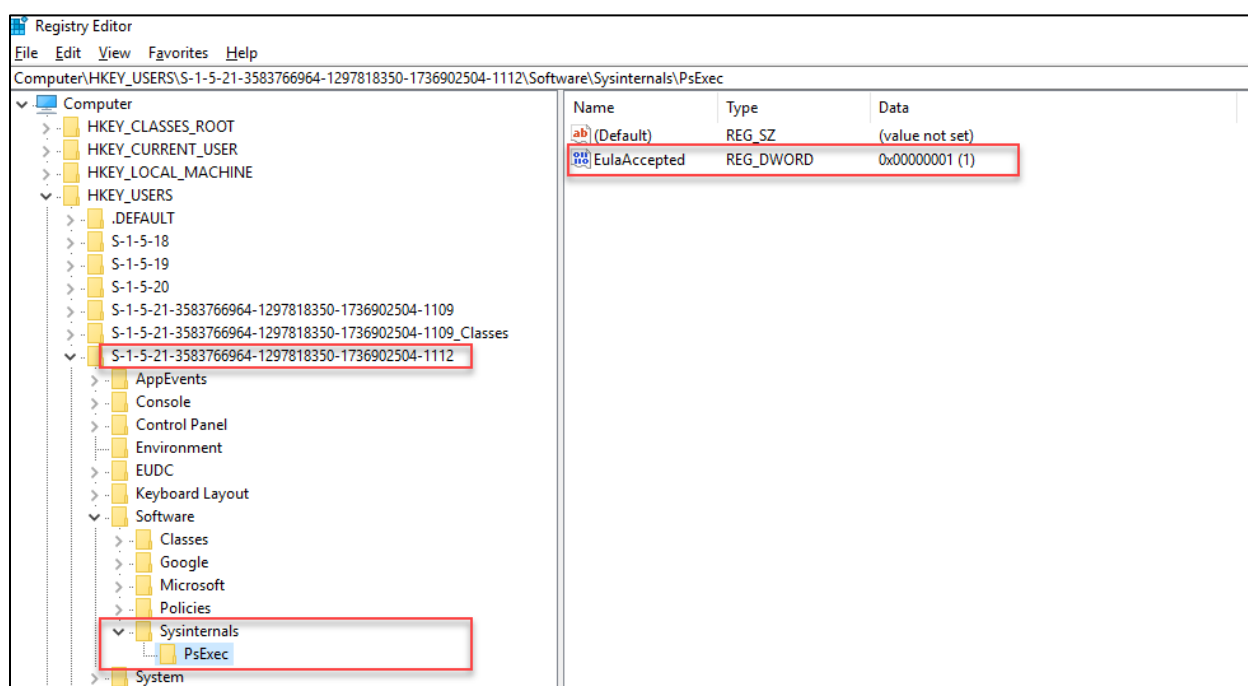 Registry Editor
File Edit View Favorites Help
Computer\HKEY_USERS\S-1-5-21-3583766964-1297818350-1736902504-1112\Software\Sysinternals\PsExec
Computer
HKEY_CLASSES_ROOT
HKEY_CURRENT_USER
HKEY_LOCAL_MACHINE
HKEY_USERS
.DEFAULT
S-1-5-18
S-1-5-19
S-1-5-20
S-1-5-21-3583766964-1297818350-1736902504-1109
S-1-5-21-3583766964-1297818350-1736902504-1109_Classes
S-1-5-21-3583766964-1297818350-1736902504-1112
AppEvents
Console
Control Panel
Environment
EUDC
Keyboard Layout
Software
Classes
Google
Microsoft
Policies
Sysinternals
PsExec
System
Name Type Data
(Default) REG_SZ (value not set)
EulaAccepted REG_DWORD 0x00000001 (1)